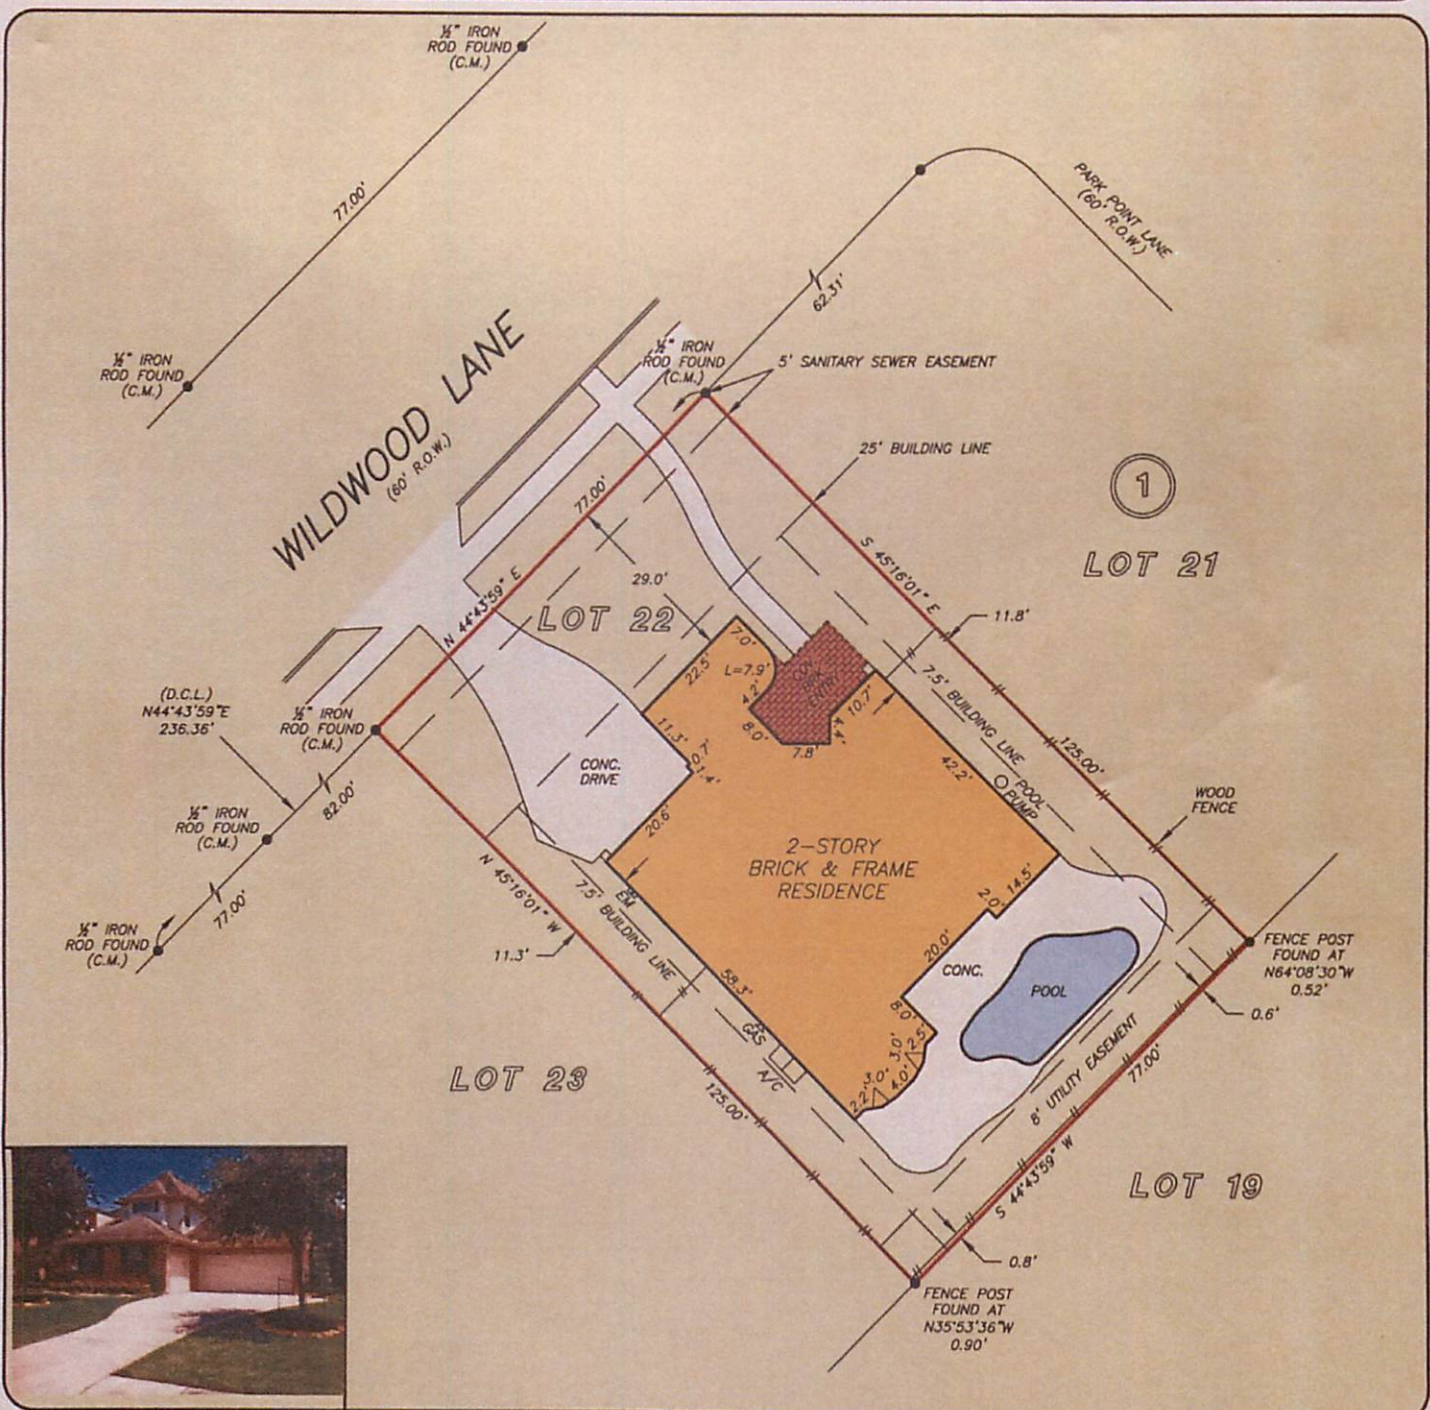 ½" IRON
ROD FOUND
(C.M.)
77.00'
PARK POINT LANE
(60' R.O.W.)
62.31'
½" IRON
ROD FOUND
(C.M.)
WILDWOOD LANE
(60' R.O.W.)
½" IRON
ROD FOUND
(C.M.)
5' SANITARY SEWER EASEMENT
25' BUILDING LINE
1
LOT 21
77.00'
N 44°43'59" E
29.0'
LOT 22
S 45°16'01" E
11.8'
7.5' BUILDING LINE
125.00'
POOL
PUMP
WOOD
FENCE
(D.C.L.)
N44°43'59"E
236.36'
½" IRON
ROD FOUND
(C.M.)
82.00'
½" IRON
ROD FOUND
(C.M.)
77.00'
½" IRON
ROD FOUND
(C.M.)
7.0'
22.5'
L=7.9'
4.2'
8.0'
7.8'
10.7'
ENTRY
11.3'
0.7'
1.4'
20.6'
42.2'
CONC.
DRIVE
2-STORY
BRICK & FRAME
RESIDENCE
14.5'
2.0'
20.0'
8.0'
CONC.
POOL
2.5'
3.0'
4.0'
3.0'
2.2'
58.3'
EM
GAS
A/C
N 45°16'01" W
7.5' BUILDING LINE
11.3'
125.00'
LOT 23
FENCE POST
FOUND AT
N64°08'30"W
0.52'
0.6'
8' UTILITY EASEMENT
77.00'
S 44°43'59" W
LOT 19
0.8'
FENCE POST
FOUND AT
N35°53'36"W
0.90'